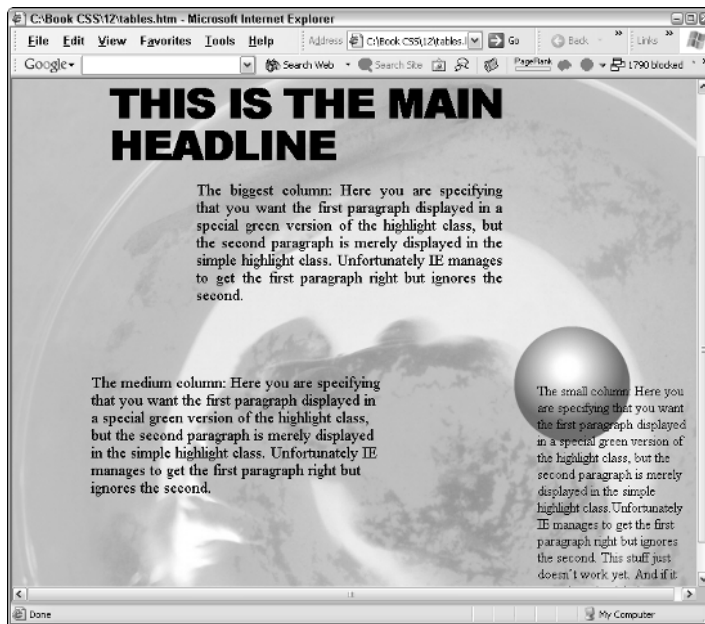 C:\Book CSS\12\tables.htm - Microsoft Internet Explorer
File Edit View Favorites Tools Help Address C:\Book CSS\12\tables.l Go Back » Links »
Google Search Web Search Site PageRank 1790 blocked »
THIS IS THE MAIN
HEADLINE
The biggest column: Here you are specifying
that you want the first paragraph displayed in a
special green version of the highlight class, but
the second paragraph is merely displayed in the
simple highlight class. Unfortunately IE manages
to get the first paragraph right but ignores the
second.
The medium column: Here you are specifying
that you want the first paragraph displayed in
a special green version of the highlight class,
but the second paragraph is merely displayed
in the simple highlight class. Unfortunately IE
manages to get the first paragraph right but
ignores the second.
The small column: Here you
are specifying that you want
the first paragraph displayed
in a special green version of
the highlight class, but the
second paragraph is merely
displayed in the simple
highlight class.Unfortunately
IE manages to get the first
paragraph right but ignores
the second. This stuff just
doesn't work yet. And if it
Done My Computer